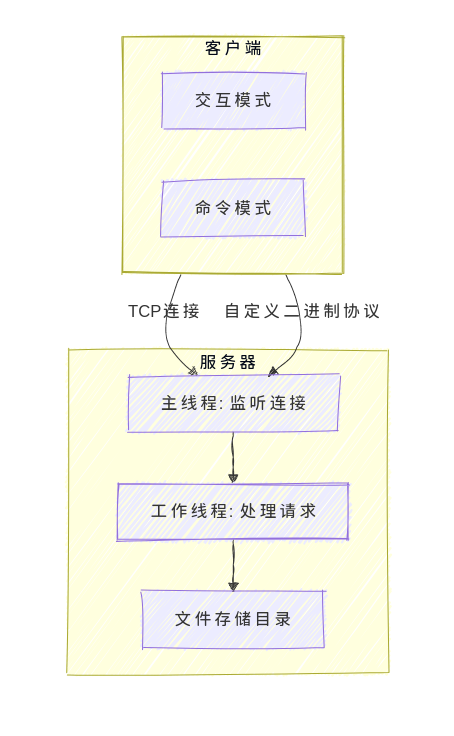 客户端
交互模式
命令模式
TCP连接
自定义二进制协议
服务器
主线程: 监听连接
工作线程: 处理请求
文件存储目录